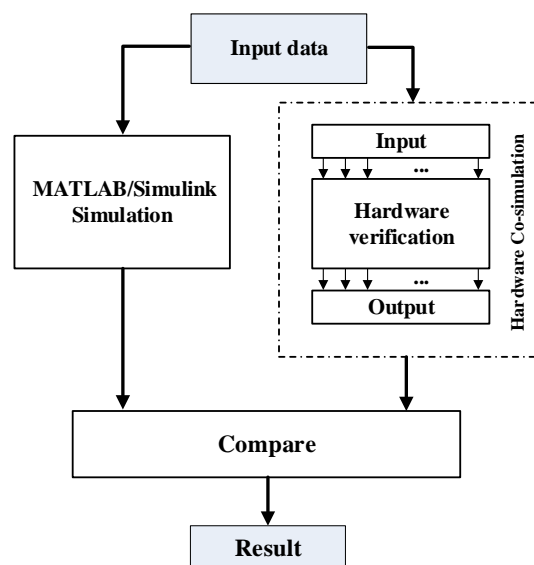 Input data
MATLAB/Simulink
Simulation
Input
...
Hardware
verification
...
Output
Hardware Co-simulation
Compare
Result